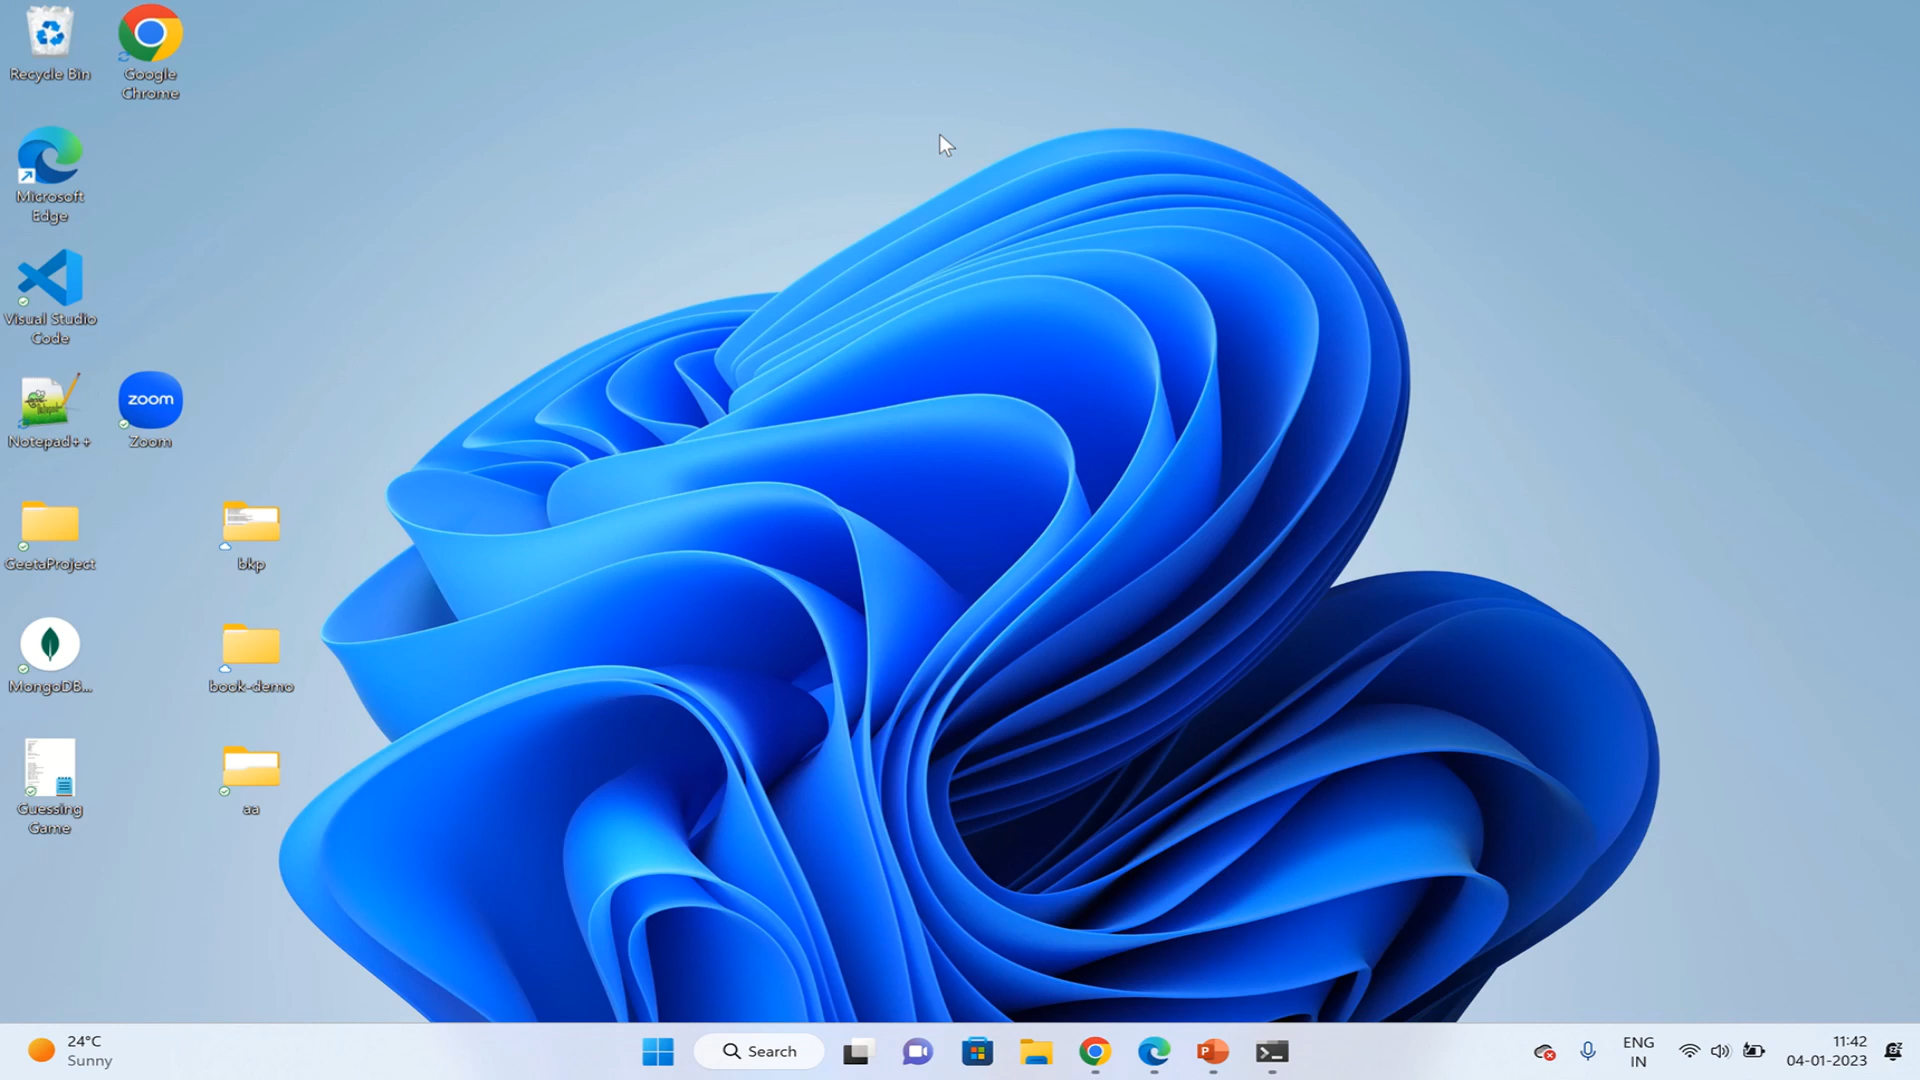 Recycle Bin
Google
Chrome
Microsoft
Edge
Visual Studio
Code
Notepad++
zoom
Zoom
GeetaProject
bkp
MongoDB...
book-demo
Guessing
Game
aa
24°C
Sunny
Search
ENG
IN
11:42
04-01-2023